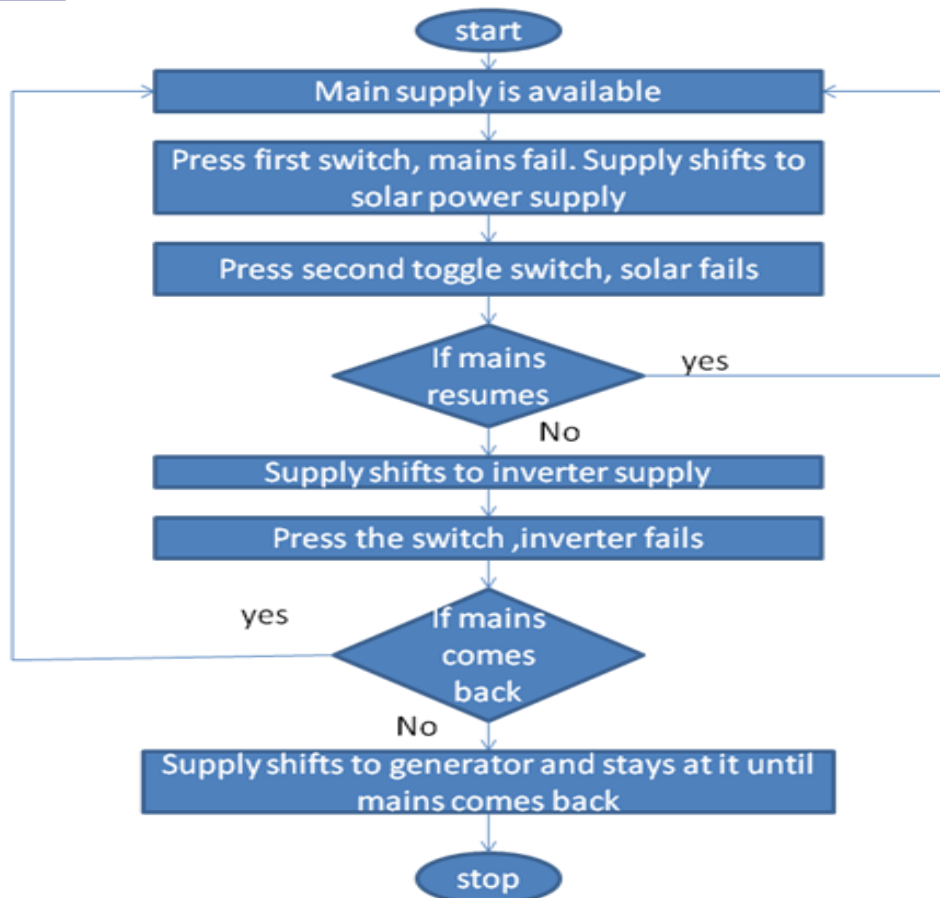 start
Main supply is available
Press first switch, mains fail. Supply shifts to
solar power supply
Press second toggle switch, solar fails
If mains
resumes
yes
No
Supply shifts to inverter supply
Press the switch ,inverter fails
yes
If mains
comes
back
No
Supply shifts to generator and stays at it until
mains comes back
stop